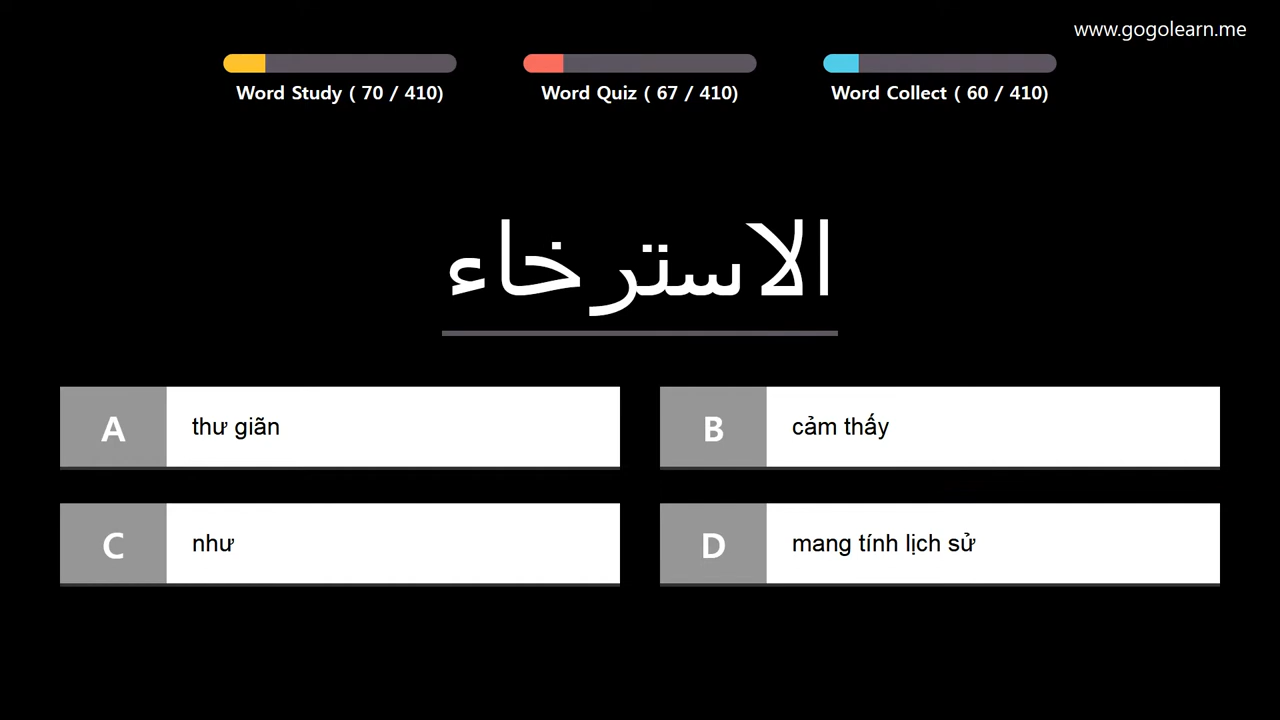 www.gogolearn.me
Word Study ( 70 / 410)
Word Quiz ( 67 / 410)
Word Collect ( 60 / 410)
الاسترخاء
A thư giãn
B cảm thấy
C như
D mang tính lịch sử